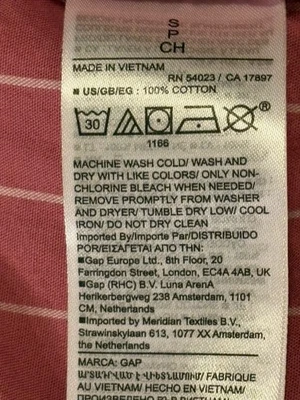 S
P
CH
MADE IN VIETNAM
RN 54023 / CA 17897
■ US/GB/EG : 100% COTTON
30
®
1166
MACHINE WASH COLD/ WASH AND
DRY WITH LIKE COLORS/ ONLY NON-
CHLORINE BLEACH WHEN NEEDED/
REMOVE PROMPTLY FROM WASHER
AND DRYER/ TUMBLE DRY LOW/ COOL
IRON/ DO NOT DRY CLEAN
Imported By/Importe Par/DISTRIBUIDO
POR/ΕΙΣΑΓΕΤΑΙ ΑΠΟ ΤΗΝ:
■Gap Europe Ltd., 8th Floor, 20
Farringdon Street, London, EC4A 4AB, UK
■Gap (RHC) B.V. Luna ArenA
Herikerbergweg 238 Amsterdam, 1101
CM, Netherlands
■Imported by Meridian Textiles B.V.,
Strawinskylaan 613, 1077 XX Amsterdam,
the Netherlands
MARCA: GAP
ԱՐՏԱԴՐՎԱԾ Է ՎԻԵՏՆԱՄՈՒՄ/ FABRIQUE
AU VIETNAM/ HECHO EN VIETNAM/